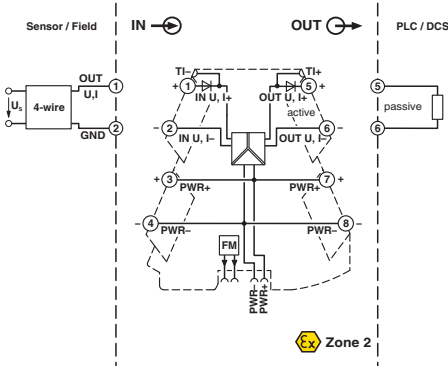 Sensor / Field
IN
OUT
PLC / DCS
TI–
TI+
OUT
U,I
1
+
1
IN U, I+
OUT U, I+
5
+
5
Us
4-wire
active
passive
GND
2
–
2
IN U, I–
OUT U, I–
6
–
6
+
3
PWR+
PWR+
7
+
–
4
PWR–
PWR–
8
–
FM
PWR–
PWR+
Ex
Zone 2